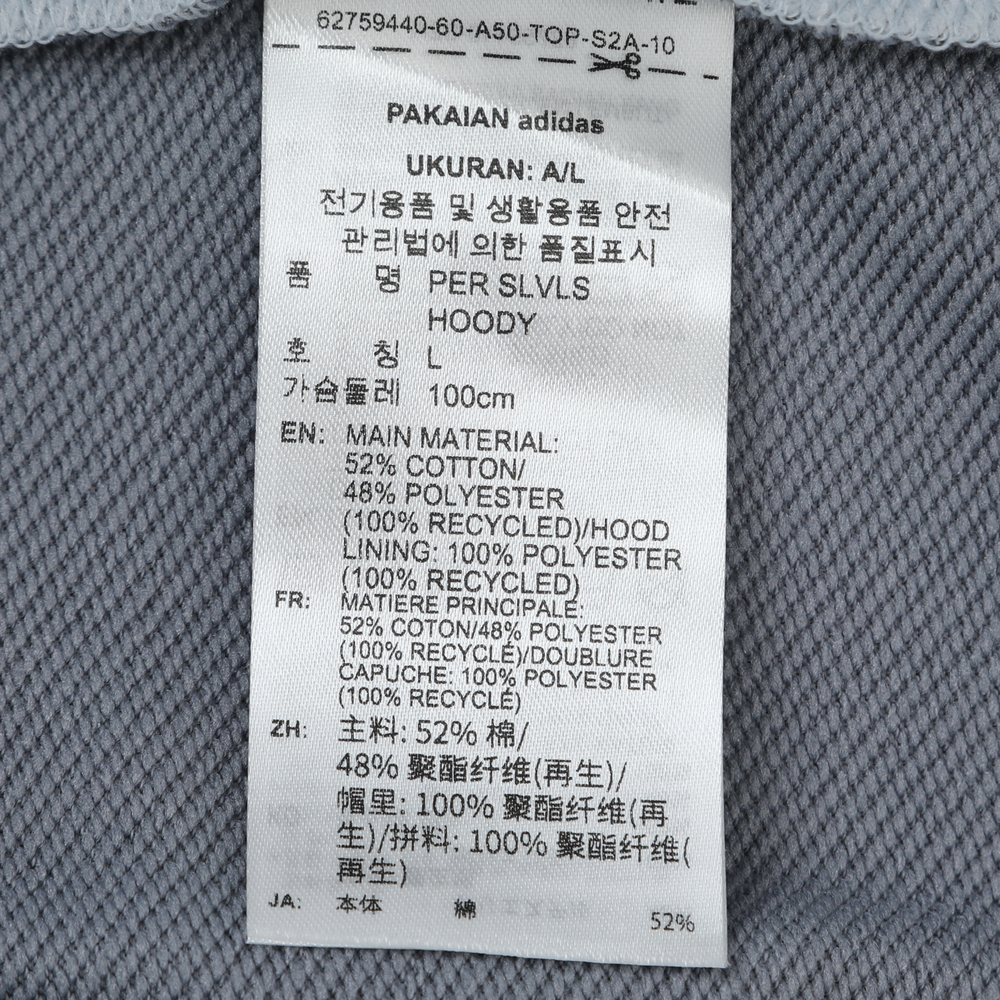 62759440-60-A50-TOP-S2A-10
PAKAIAN adidas
UKURAN: A/L
전기용품 및 생활용품 안전
관리법에 의한 품질표시
품 명 PER SLVLS
HOODY
호 칭 L
가슴둘레 100cm
EN: MAIN MATERIAL:
52% COTTON/
48% POLYESTER
(100% RECYCLED)/HOOD
LINING: 100% POLYESTER
(100% RECYCLED)
FR: MATIERE PRINCIPALE:
52% COTON/48% POLYESTER
(100% RECYCLÉ)/DOUBLURE
CAPUCHE: 100% POLYESTER
(100% RECYCLÉ)
ZH: 主料: 52% 棉/
48% 聚酯纤维(再生)/
帽里: 100% 聚酯纤维(再
生)/拼料: 100% 聚酯纤维(
再生)
JA: 本体 綿 52%